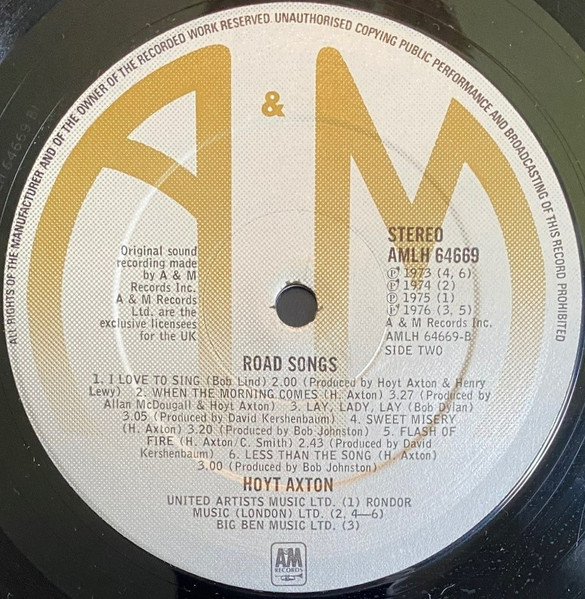 ALL RIGHTS OF THE MANUFACTURER AND OF THE OWNER OF THE RECORDED WORK RESERVED. UNAUTHORISED COPYING PUBLIC PERFORMANCE AND BROADCASTING OF THIS RECORD PROHIBITED
A & M
Original sound
recording made
by A & M
Records Inc.
A & M Records
Ltd. are the
exclusive licensees
for the UK
STEREO
AMLH 64669
℗ 1973 (4, 6)
℗ 1974 (2)
℗ 1975 (1)
℗ 1976 (3, 5)
A & M Records Inc.
AMLH 64669-B
SIDE TWO
ROAD SONGS
1. I LOVE TO SING (Bob Lind) 2.00 (Produced by Hoyt Axton & Henry
Lewy) 2. WHEN THE MORNING COMES (H. Axton) 3.27 (Produced by
Allan McDougall & Hoyt Axton) 3. LAY, LADY, LAY (Bob Dylan)
3.05 (Produced by David Kershenbaum) 4. SWEET MISERY
(H. Axton) 3.20 (Produced by Bob Johnston) 5. FLASH OF
FIRE (H. Axton/C. Smith) 2.43 (Produced by David
Kershenbaum) 6. LESS THAN THE SONG (H. Axton)
3.00 (Produced by Bob Johnston)
HOYT AXTON
UNITED ARTISTS MUSIC LTD. (1) RONDOR
MUSIC (LONDON) LTD. (2, 4—6)
BIG BEN MUSIC LTD. (3)
A&M
RECORDS